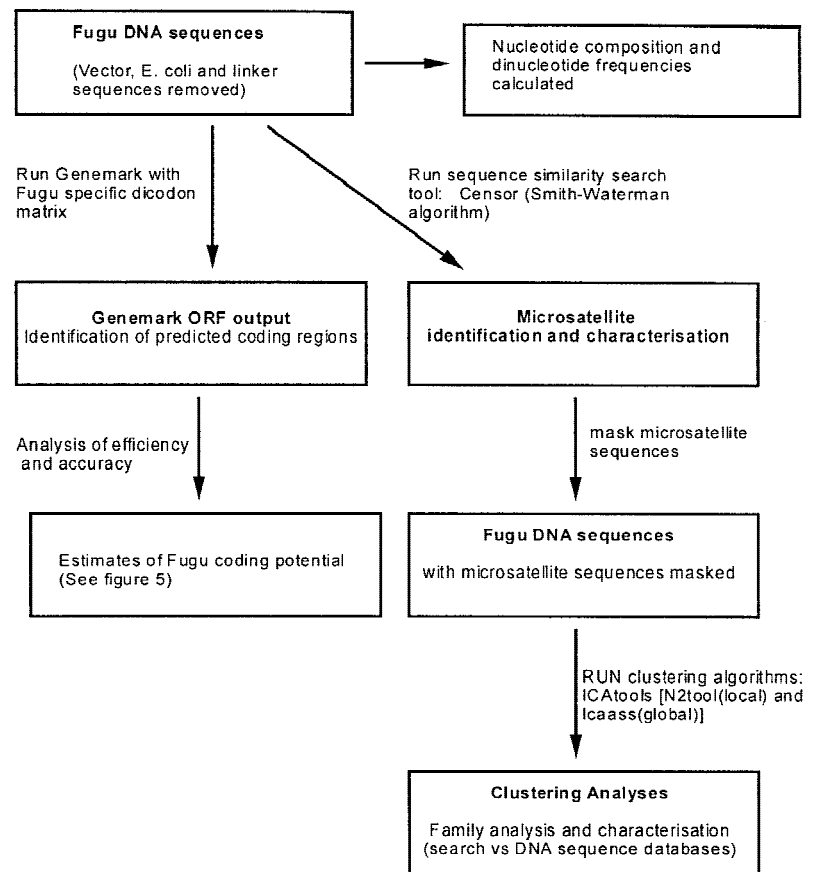 Fugu DNA sequences
(Vector, E. coli and linker
sequences removed)
Nucleotide composition and
dinucleotide frequencies
calculated
Run Genemark with
Fugu specific dicodon
matrix
Run sequence similarity search
tool: Censor (Smith-Waterman
algorithm)
Genemark ORF output
Identification of predicted coding regions
Microsatellite
identification and characterisation
Analysis of efficiency
and accuracy
mask microsatellite
sequences
Estimates of Fugu coding potential
(See figure 5)
Fugu DNA sequences
with microsatellite sequences masked
RUN clustering algorithms:
ICAtools [N2tool(local) and
Icaass(global)]
Clustering Analyses
Family analysis and characterisation
(search vs DNA sequence databases)